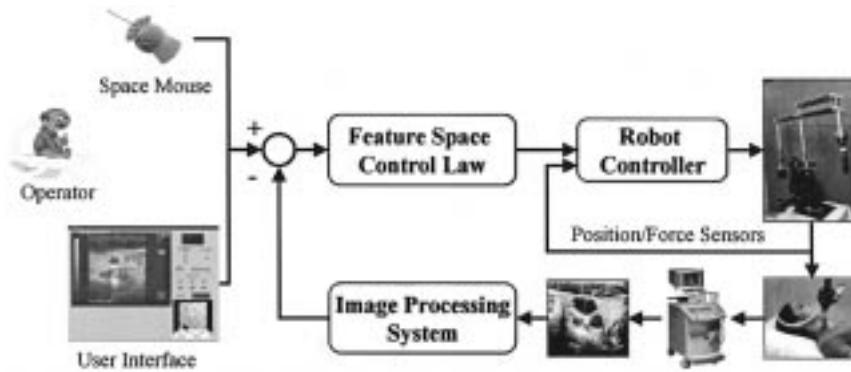 Space Mouse
Operator
User Interface
+
-
Feature Space
Control Law
Robot
Controller
Position/Force Sensors
Image Processing
System